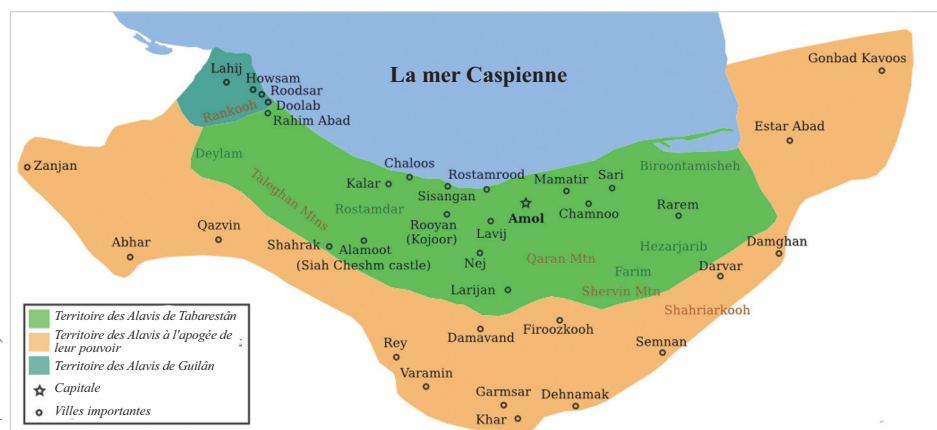 La mer Caspienne
Gonbad Kavoos
Lahij
Howsam
Roodsar
Doolab
Rankooh
Rahim Abad
Estar Abad
Deylam
Zanjan
Chaloos
Biroontamisheh
Kalar
Rostamrood
Mamatir
Sari
Sisangan
Taleghan Mtns
Rostamdar
Amol
Chamnoo
Rarem
Rooyan
(Kojoor)
Lavij
Qazvin
Abhar
Shahrak
Alamoot
(Siah Cheshm castle)
Nej
Qaran Mtn
Hezarjarib
Damghan
Farim
Darvar
Larijan
Shervin Mtn
Shahriarkooh
Damavand
Firoozkooh
Rey
Semnan
Varamin
Garmsar
Dehnamak
Khar
Territoire des Alavis de Tabarestân
Territoire des Alavis à l'apogée de
leur pouvoir
Territoire des Alavis de Guilân
Capitale
Villes importantes